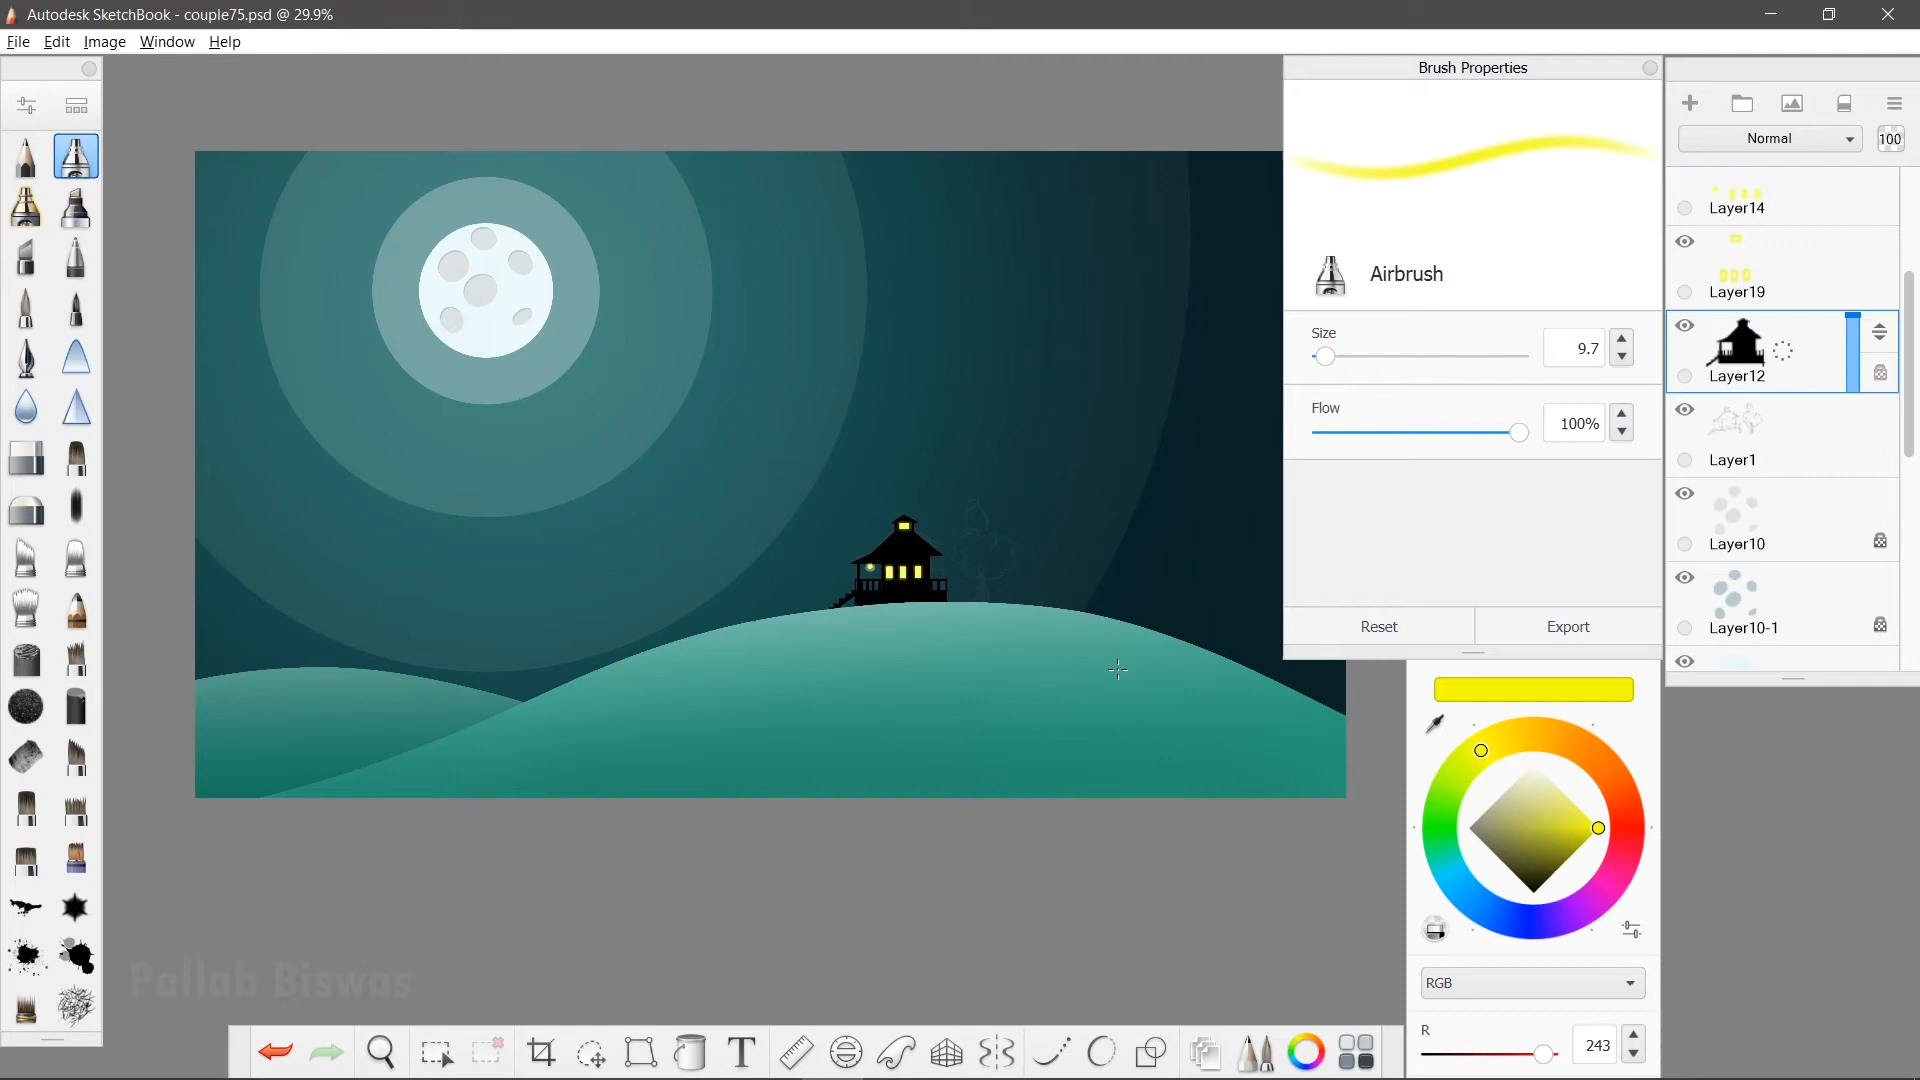 Autodesk SketchBook - couple75.psd @ 29.9%
File Edit Image Window Help
Brush Properties
Airbrush
Size
9.7
Flow
100%
Reset Export
Normal 100
Layer14
Layer19
Layer12
Layer1
Layer10
Layer10-1
RGB
R
243
T
Pallab Biswas